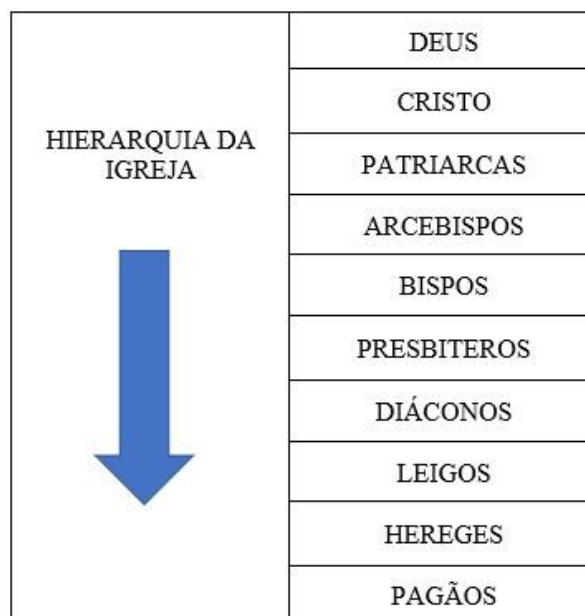 HIERARQUIA DA
IGREJA
DEUS
CRISTO
PATRIARCAS
ARCEBISPOS
BISPOS
PRESBITEROS
DIÁCONOS
LEIGOS
HEREGES
PAGÃOS